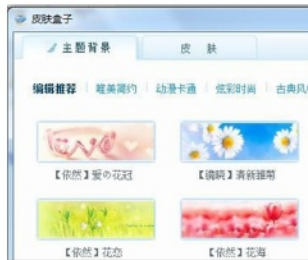 皮肤盒子
主题背景 皮 肤
编辑推荐 唯美简约 动漫卡通 炫彩时尚 古典风
【依然】爱の花冠 【嫡晓】清新雏菊
【依然】花恋 【依然】花海